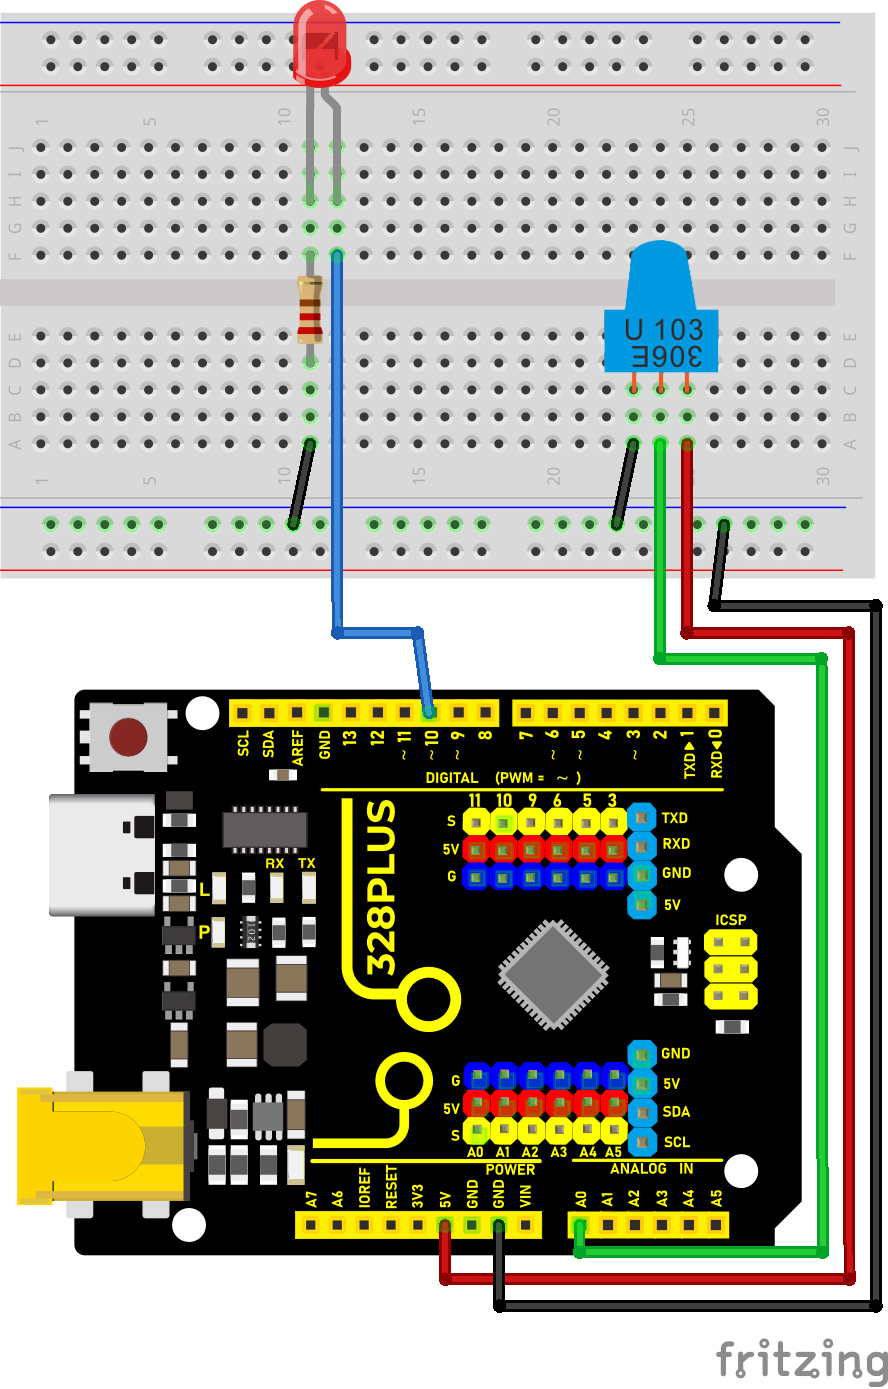 1 5 10 15 20 25 30
J J
I I
H H
G G
F F
U 103
306E
E E
D D
C C
B B
A A
1 5 10 15 20 25 30
SCL SDA AREF GND 13 12 ~11 ~10 ~9 8 7 ~6 ~5 4 ~3 2 TXD▶1 RXD◀0
DIGITAL (PWM = ~ )
11 10 9 6 5 3
S TXD
5V RXD
G GND
5V
328PLUS
RX TX
L
P
ICSP
102
G GND
5V 5V
S SDA
SCL
A0 A1 A2 A3 A4 A5
POWER ANALOG IN
A7 A6 IOREF RESET 3V3 5V GND GND VIN A0 A1 A2 A3 A4 A5
fritzing